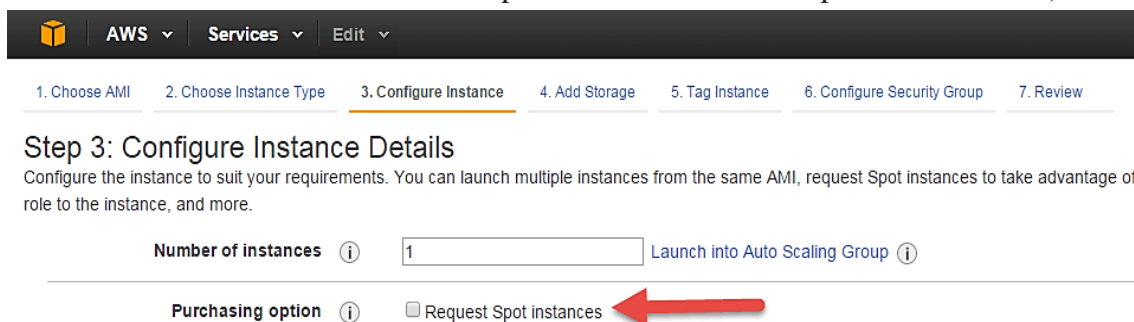 AWS Services Edit
1. Choose AMI 2. Choose Instance Type 3. Configure Instance 4. Add Storage 5. Tag Instance 6. Configure Security Group 7. Review
Step 3: Configure Instance Details
Configure the instance to suit your requirements. You can launch multiple instances from the same AMI, request Spot instances to take advantage of
role to the instance, and more.
Number of instances i 1 Launch into Auto Scaling Group i
Purchasing option i Request Spot instances